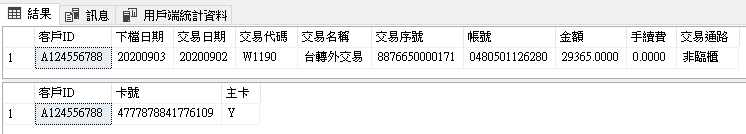 結果 訊息 用戶端統計資料
客戶ID 下檔日期 交易日期 交易代碼 交易名稱 交易序號 帳號 金額 手續費 交易通路
1 A124556788 20200903 20200902 W1190 台轉外交易 8876650000171 0480501126280 29365.0000 0.0000 非臨櫃
客戶ID 卡號 主卡
1 A124556788 4777878841776109 Y